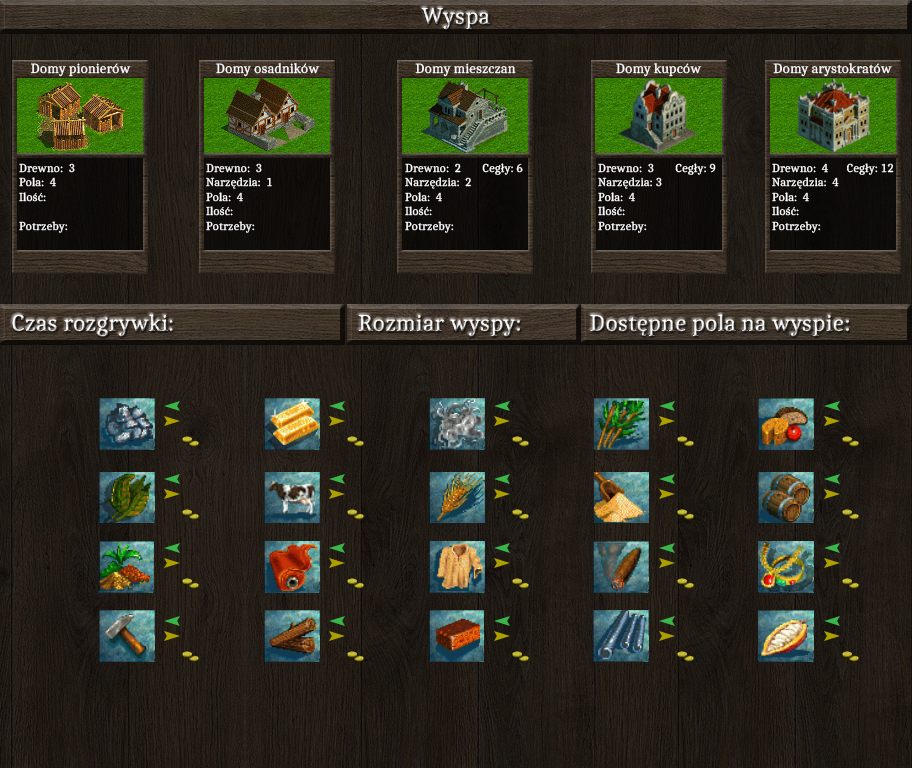 Wyspa
Domy pionierów
Drewno: 3
Pola: 4
Ilość:
Potrzeby:
Domy osadników
Drewno: 3
Narzędzia: 1
Pola: 4
Ilość:
Potrzeby:
Domy mieszczan
Drewno: 2 Cegły: 6
Narzędzia: 2
Pola: 4
Ilość:
Potrzeby:
Domy kupców
Drewno: 3 Cegły: 9
Narzędzia: 3
Pola: 4
Ilość:
Potrzeby:
Domy arystokratów
Drewno: 4 Cegły: 12
Narzędzia: 4
Pola: 4
Ilość:
Potrzeby:
Czas rozgrywki:
Rozmiar wyspy:
Dostępne pola na wyspie: